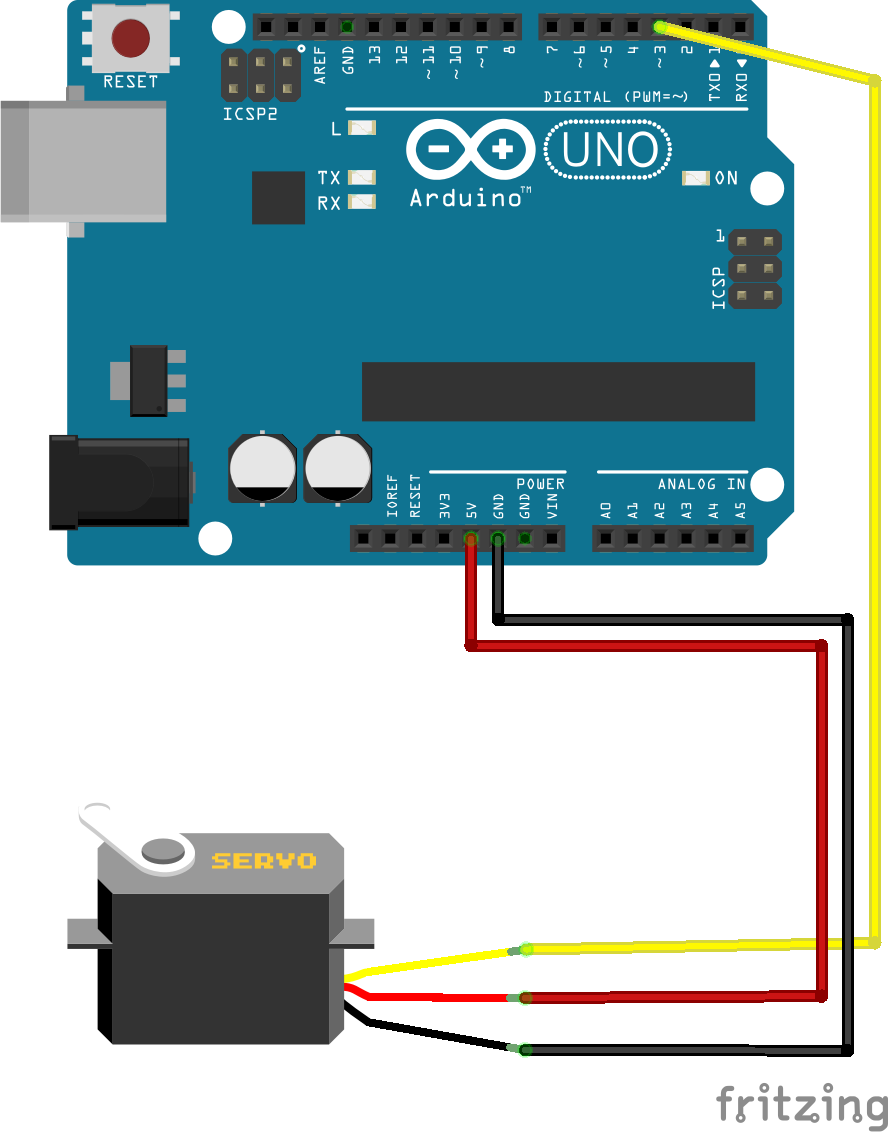 RESET
ICSP2
AREF
GND
13
12
~11
~10
~9
8
7
~6
~5
4
~3
2
TX0▶1
RX0◀
DIGITAL (PWM=~)
L
TX
RX
Arduino™
UNO
ON
1
ICSP
IOREF
RESET
3V3
5V
GND
GND
VIN
POWER
ANALOG IN
A0
A1
A2
A3
A4
A5
SERVO
fritzing